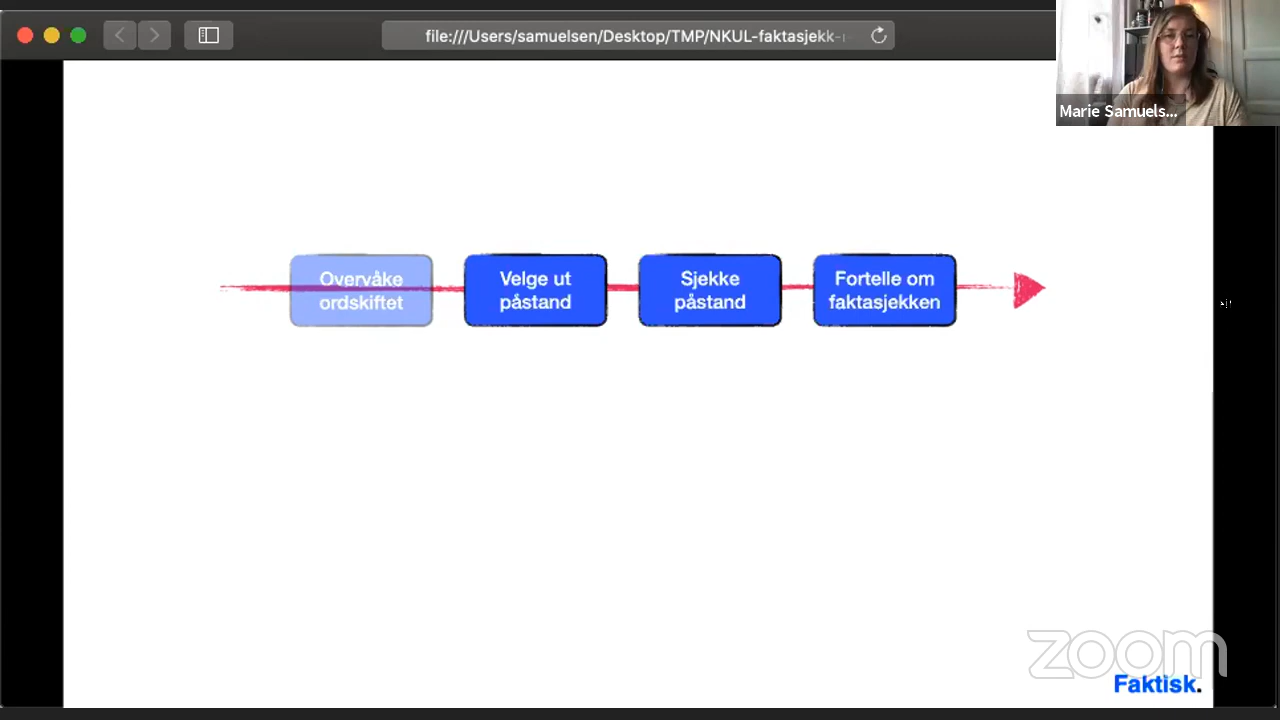 file:///Users/samuelsen/Desktop/TMP/NKUL-faktasjekk-
Marie Samuels...
Overvåke
ordskiftet
Velge ut
påstand
Sjekke
påstand
Fortelle om
faktasjekken
zoom
Faktisk.